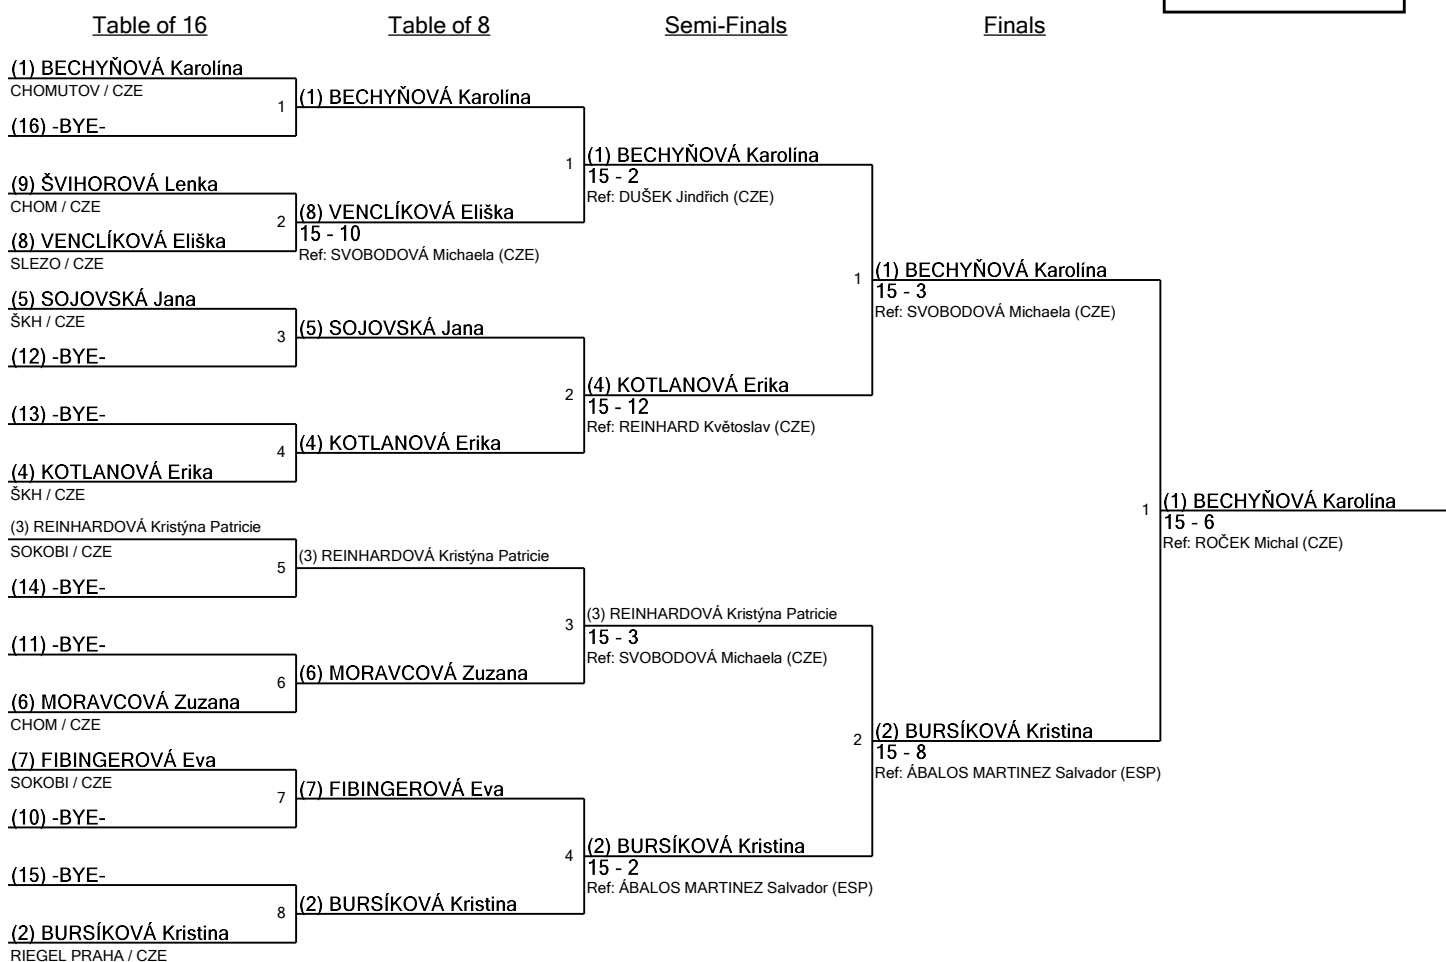 Table of 16
Table of 8
Semi-Finals
Finals
(1) BECHYŇOVÁ Karolína
CHOMUTOV / CZE
1
(16) -BYE-
(9) ŠVIHOROVÁ Lenka
CHOM / CZE
2
(8) VENCLÍKOVÁ Eliška
SLEZO / CZE
(5) SOJOVSKÁ Jana
ŠKH / CZE
3
(12) -BYE-
(13) -BYE-
4
(4) KOTLANOVÁ Erika
ŠKH / CZE
(3) REINHARDOVÁ Kristýna Patricie
SOKOBI / CZE
5
(14) -BYE-
(11) -BYE-
6
(6) MORAVCOVÁ Zuzana
CHOM / CZE
(7) FIBINGEROVÁ Eva
SOKOBI / CZE
7
(10) -BYE-
(15) -BYE-
8
(2) BURSÍKOVÁ Kristina
RIEGEL PRAHA / CZE
(1) BECHYŇOVÁ Karolína
1
(8) VENCLÍKOVÁ Eliška
15 - 10
Ref: SVOBODOVÁ Michaela (CZE)
(5) SOJOVSKÁ Jana
2
(4) KOTLANOVÁ Erika
(3) REINHARDOVÁ Kristýna Patricie
3
(6) MORAVCOVÁ Zuzana
(7) FIBINGEROVÁ Eva
4
(2) BURSÍKOVÁ Kristina
(1) BECHYŇOVÁ Karolína
15 - 2
Ref: DUŠEK Jindřich (CZE)
1
(4) KOTLANOVÁ Erika
15 - 12
Ref: REINHARD Květoslav (CZE)
(3) REINHARDOVÁ Kristýna Patricie
15 - 3
Ref: SVOBODOVÁ Michaela (CZE)
2
(2) BURSÍKOVÁ Kristina
15 - 2
Ref: ÁBALOS MARTINEZ Salvador (ESP)
(1) BECHYŇOVÁ Karolína
15 - 3
Ref: SVOBODOVÁ Michaela (CZE)
1
(2) BURSÍKOVÁ Kristina
15 - 8
Ref: ÁBALOS MARTINEZ Salvador (ESP)
(1) BECHYŇOVÁ Karolína
15 - 6
Ref: ROČEK Michal (CZE)